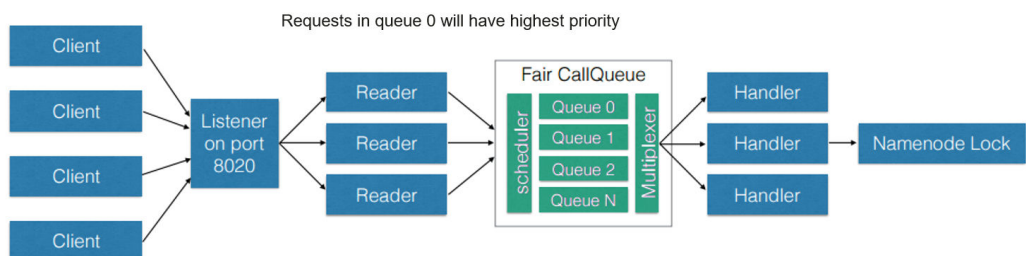 Requests in queue 0 will have highest priority
Client
Client
Client
Client
Listener
on port
8020
Reader
Reader
Reader
Fair CallQueue
scheduler
Queue 0
Queue 1
Queue 2
Queue N
Multiplexer
Handler
Handler
Handler
Namenode Lock